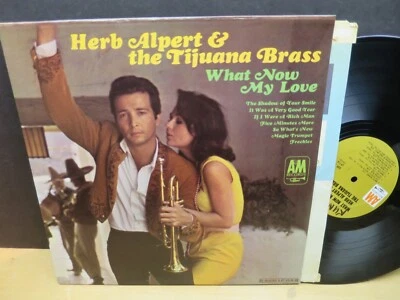 Herb Alpert &
the Tijuana Brass
What Now
My Love
The Shadow of Your Smile
It Was a Very Good Year
If I Were a Rich Man
Five Minutes More
So What's New
Magic Trumpet
Freckles
A&M
RECORDS
A&M